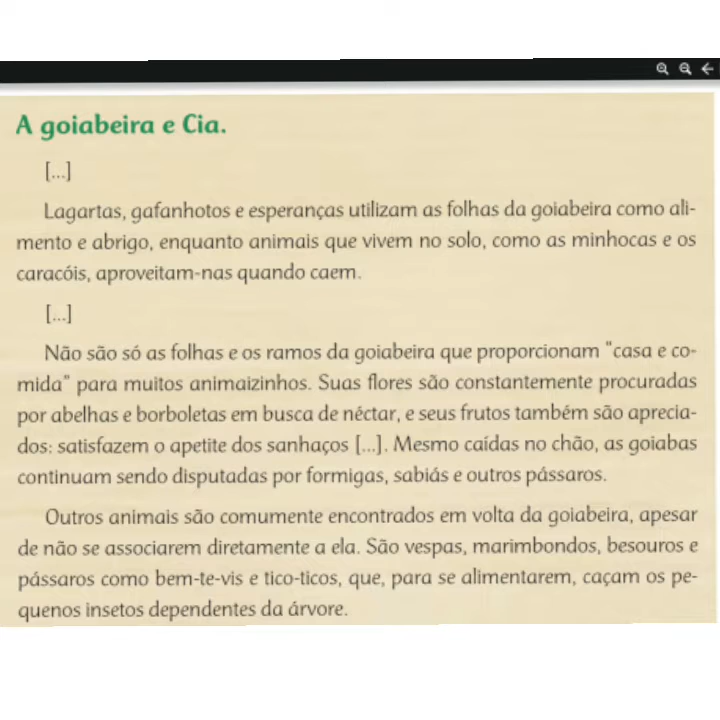 A goiabeira e Cia.
[...]
Lagartas, gafanhotos e esperanças utilizam as folhas da goiabeira como ali-
mento e abrigo, enquanto animais que vivem no solo, como as minhocas e os
caracóis, aproveitam-nas quando caem.
[...]
Não são só as folhas e os ramos da goiabeira que proporcionam "casa e co-
mida" para muitos animaizinhos. Suas flores são constantemente procuradas
por abelhas e borboletas em busca de néctar, e seus frutos também são aprecia-
dos: satisfazem o apetite dos sanhaços [...]. Mesmo caídas no chão, as goiabas
continuam sendo disputadas por formigas, sabiás e outros pássaros.
Outros animais são comumente encontrados em volta da goiabeira, apesar
de não se associarem diretamente a ela. São vespas, marimbondos, besouros e
pássaros como bem-te-vis e tico-ticos, que, para se alimentarem, caçam os pe-
quenos insetos dependentes da árvore.